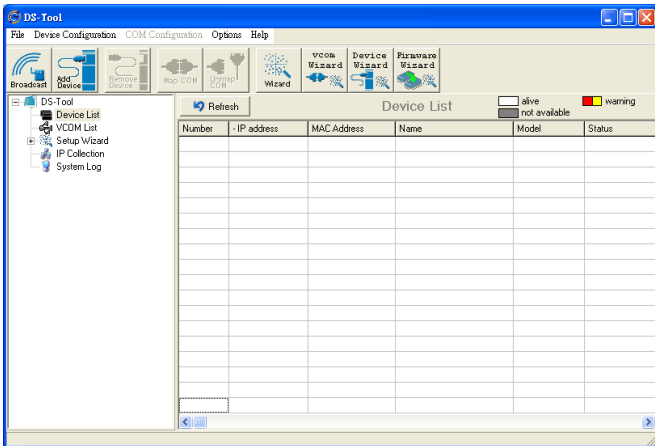 DS-Tool
File Device Configuration COM Configuration Options Help
Broadcast
Add Device
Remove Device
Map COM
Unmap COM
Wizard
vcom Wizard
Device Wizard
Firmware Wizard
DS-Tool
Device List
VCOM List
Setup Wizard
IP Collection
System Log
Refresh
Device List
alive
warning
not available
Number - IP address MAC Address Name Model Status